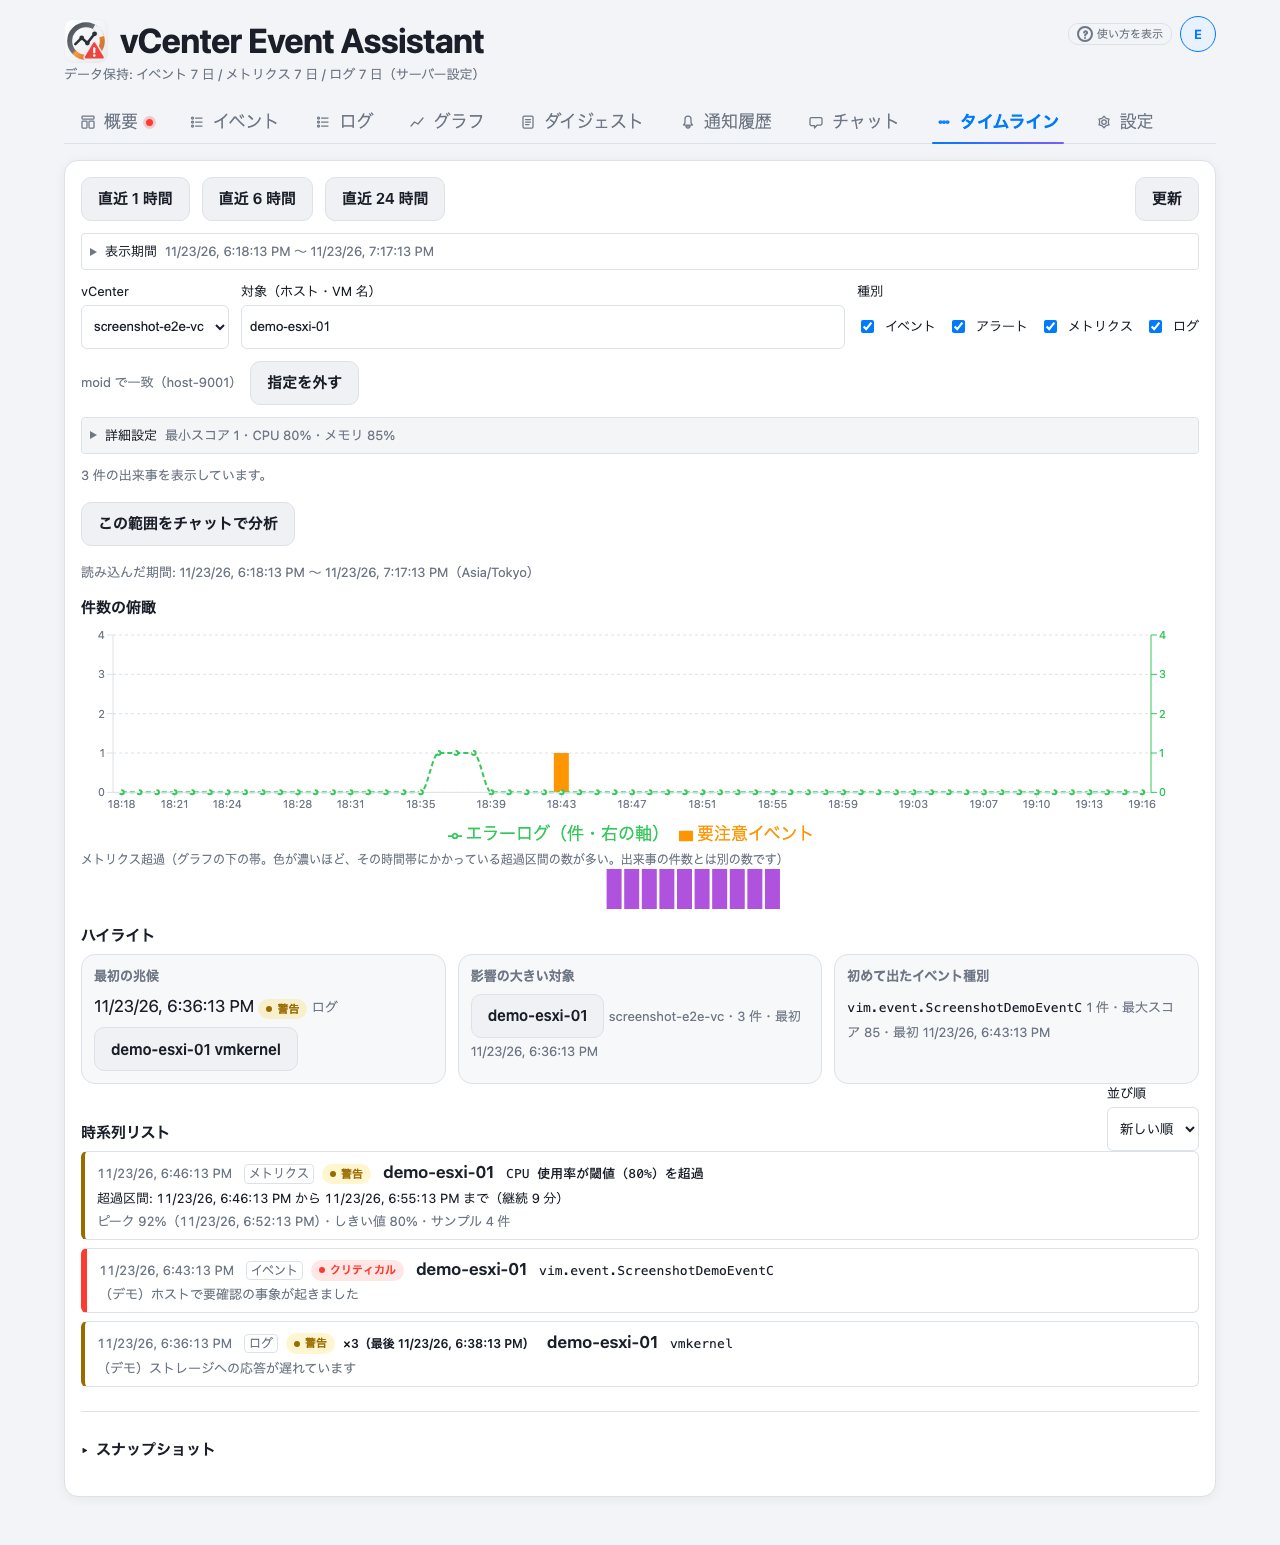 vCenter Event Assistant
使い方を表示
E
データ保持: イベント 7 日 / メトリクス 7 日 / ログ 7 日（サーバー設定）
概要 イベント ログ グラフ ダイジェスト 通知履歴 チャット タイムライン 設定
直近 1 時間 直近 6 時間 直近 24 時間 更新
表示期間 11/23/26, 6:18:13 PM 〜 11/23/26, 7:17:13 PM
vCenter 対象（ホスト・VM 名） 種別
screenshot-e2e-vc demo-esxi-01 イベント アラート メトリクス ログ
moid で一致（host-9001） 指定を外す
詳細設定 最小スコア 1・CPU 80%・メモリ 85%
3 件の出来事を表示しています。
この範囲をチャットで分析
読み込んだ期間: 11/23/26, 6:18:13 PM 〜 11/23/26, 7:17:13 PM（Asia/Tokyo）
件数の俯瞰
4 4
3 3
2 2
1 1
0 0
18:18 18:21 18:24 18:28 18:31 18:35 18:39 18:43 18:47 18:51 18:55 18:59 19:03 19:07 19:10 19:13 19:16
エラーログ（件・右の軸） 要注意イベント
メトリクス超過（グラフの下の帯。色が濃いほど、その時間帯にかかっている超過区間の数が多い。出来事の件数とは別の数です）
ハイライト
最初の兆候
11/23/26, 6:36:13 PM 警告 ログ
demo-esxi-01 vmkernel
影響の大きい対象
demo-esxi-01 screenshot-e2e-vc・3 件・最初
11/23/26, 6:36:13 PM
初めて出たイベント種別
vim.event.ScreenshotDemoEventC 1 件・最大スコ
ア 85・最初 11/23/26, 6:43:13 PM
並び順
時系列リスト 新しい順
11/23/26, 6:46:13 PM メトリクス 警告 demo-esxi-01 CPU 使用率が閾値（80%）を超過
超過区間: 11/23/26, 6:46:13 PM から 11/23/26, 6:55:13 PM まで（継続 9 分）
ピーク 92%（11/23/26, 6:52:13 PM）・しきい値 80%・サンプル 4 件
11/23/26, 6:43:13 PM イベント クリティカル demo-esxi-01 vim.event.ScreenshotDemoEventC
（デモ）ホストで要確認の事象が起きました
11/23/26, 6:36:13 PM ログ 警告 ×3（最後 11/23/26, 6:38:13 PM） demo-esxi-01 vmkernel
（デモ）ストレージへの応答が遅れています
スナップショット